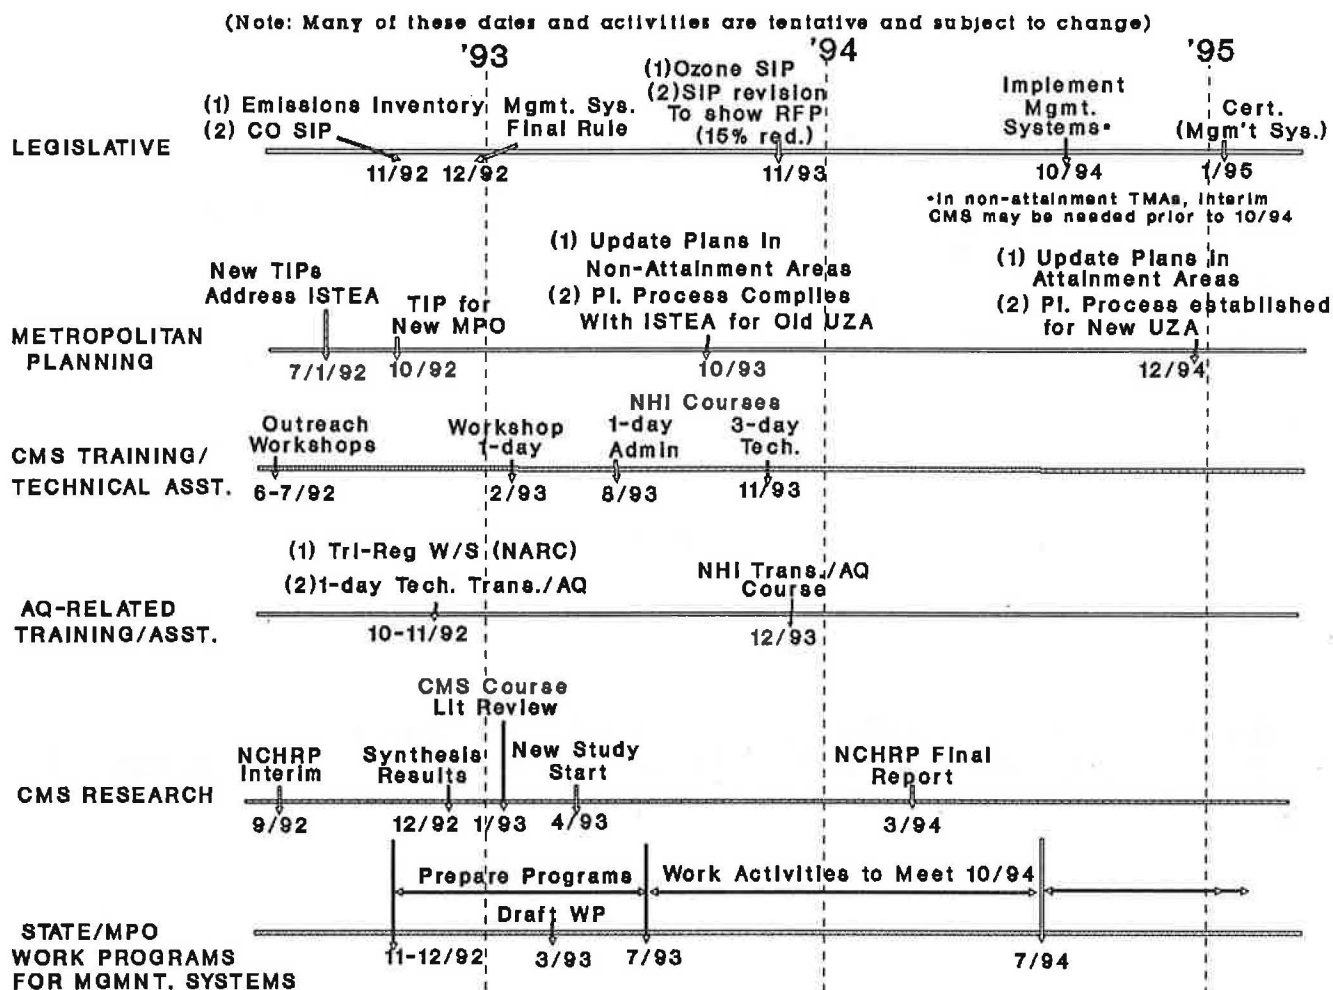 (Note: Many of these dates and activities are tentative and subject to change)
'93
'94
'95
LEGISLATIVE
(1) Emissions Inventory
(2) CO SIP
11/92
Mgmt. Sys.
Final Rule
12/92
(1)Ozone SIP
(2)SIP revision
To show RFP
(15% red.)
11/93
Implement
Mgmt.
Systems*
10/94
Cert.
(Mgm't Sys.)
1/95
*In non-attainment TMAs, interim
CMS may be needed prior to 10/94
METROPOLITAN
PLANNING
New TIPs
Address ISTEA
7/1/92
TIP for
New MPO
10/92
(1) Update Plans in
Non-Attainment Areas
(2) Pl. Process Complies
With ISTEA for Old UZA
10/93
(1) Update Plans in
Attainment Areas
(2) Pl. Process established
for New UZA
12/94
CMS TRAINING/
TECHNICAL ASST.
Outreach
Workshops
6-7/92
Workshop
1-day
2/93
NHI Courses
1-day
Admin
8/93
3-day
Tech.
11/93
AQ-RELATED
TRAINING/ASST.
(1) Tri-Reg W/S (NARC)
(2)1-day Tech. Trans./AQ
10-11/92
NHI Trans./AQ
Course
12/93
CMS RESEARCH
NCHRP
Interim
9/92
Synthesis
Results
12/92
CMS Course
Lit Review
1/93
New Study
Start
4/93
NCHRP Final
Report
3/94
STATE/MPO
WORK PROGRAMS
FOR MGMNT. SYSTEMS
Prepare Programs
Work Activities to Meet 10/94
Draft WP
11-12/92
3/93
7/93
7/94